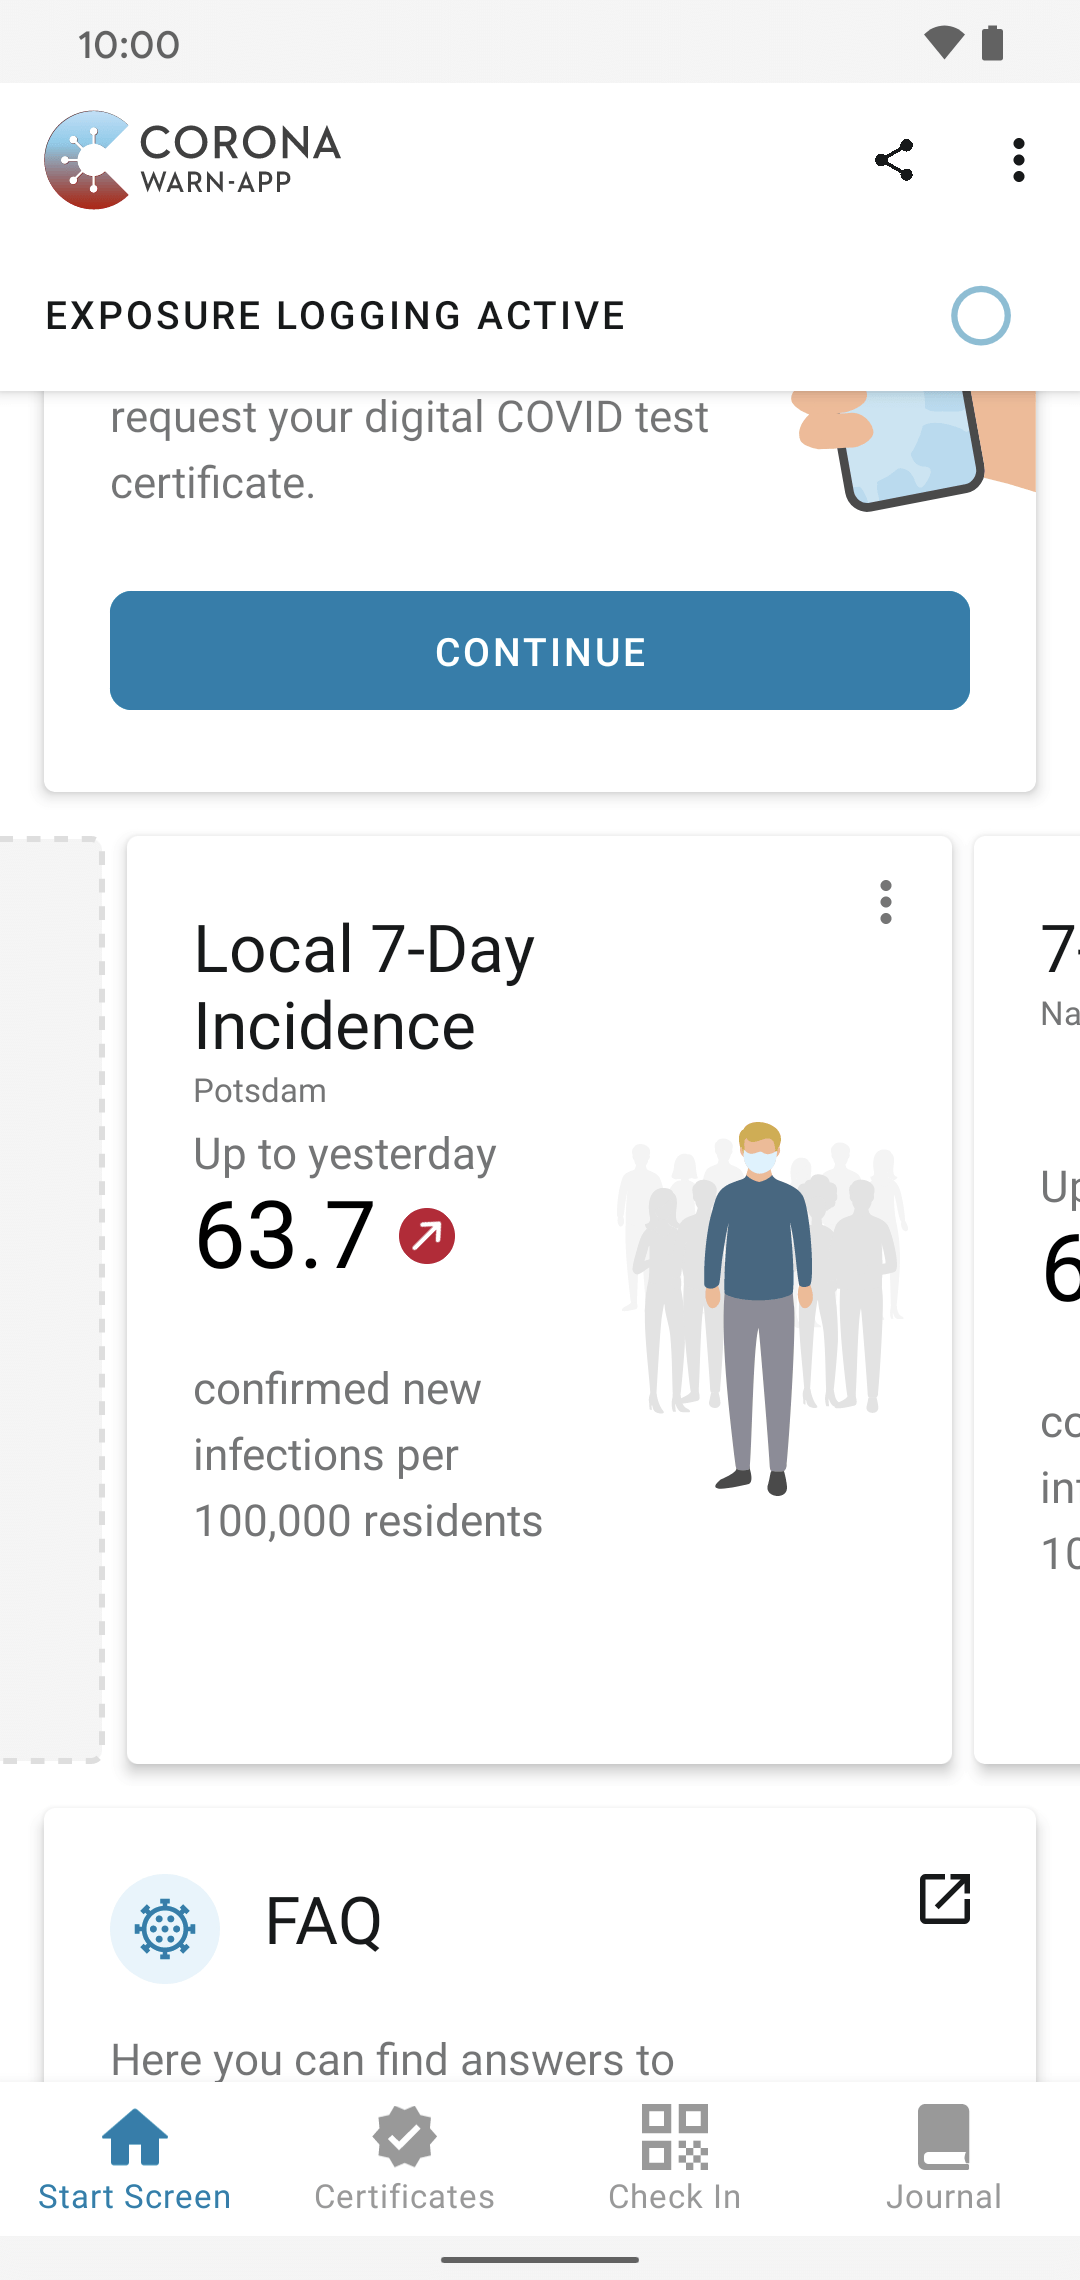 10:00
CORONA
WARN-APP
EXPOSURE LOGGING ACTIVE
request your digital COVID test
certificate.
CONTINUE
Local 7-Day
Incidence
Potsdam
Up to yesterday
63.7
confirmed new
infections per
100,000 residents
7-
Na
Up
6
co
10
FAQ
Here you can find answers to
Start Screen
Certificates
Check In
Journal